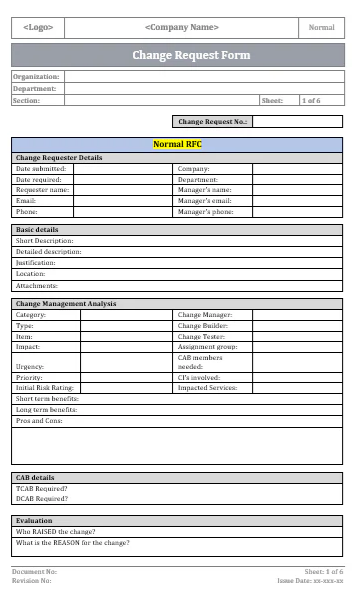 <Logo> <Company Name> Normal
Change Request Form
Organization:
Department:
Section: Sheet: 1 of 6
Change Request No.:
Normal RFC
Change Requester Details
Date submitted: Company:
Date required: Department:
Requester name: Manager's name:
Email: Manager's email:
Phone: Manager's phone:
Basic details
Short Description:
Detailed description:
Justification:
Location:
Attachments:
Change Management Analysis
Category: Change Manager:
Type: Change Builder:
Item: Change Tester:
Impact: Assignment group:
Urgency: CAB members
needed:
Priority: CI's involved:
Initial Risk Rating: Impacted Services:
Short term benefits:
Long term benefits:
Pros and Cons:
CAB details
TCAB Required?
DCAB Required?
Evaluation
Who RAISED the change?
What is the REASON for the change?
Document No: Sheet: 1 of 6
Revision No: Issue Date: xx-xxx-xx